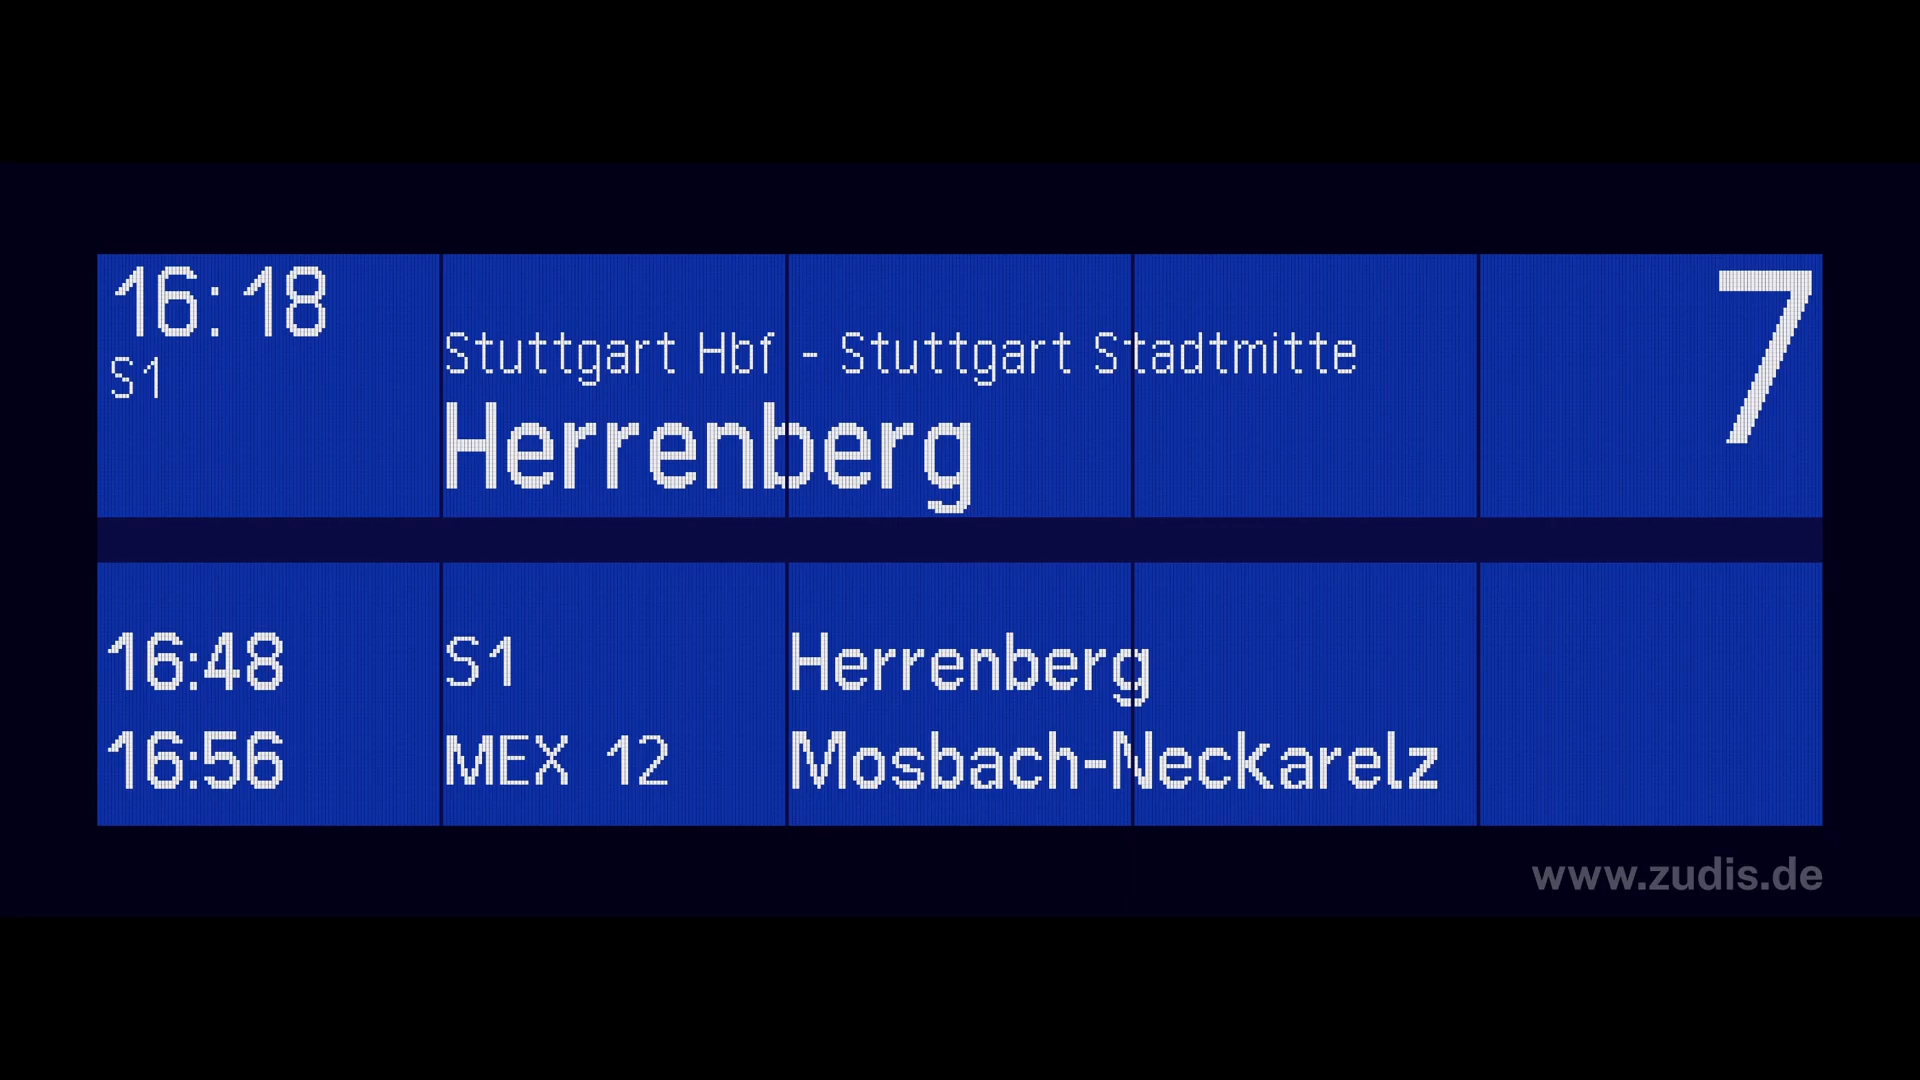 16:18
7
S1
Stuttgart Hbf - Stuttgart Stadtmitte
Herrenberg
16:48 S1 Herrenberg
16:56 MEX 12 Mosbach-Neckarelz
www.zudis.de